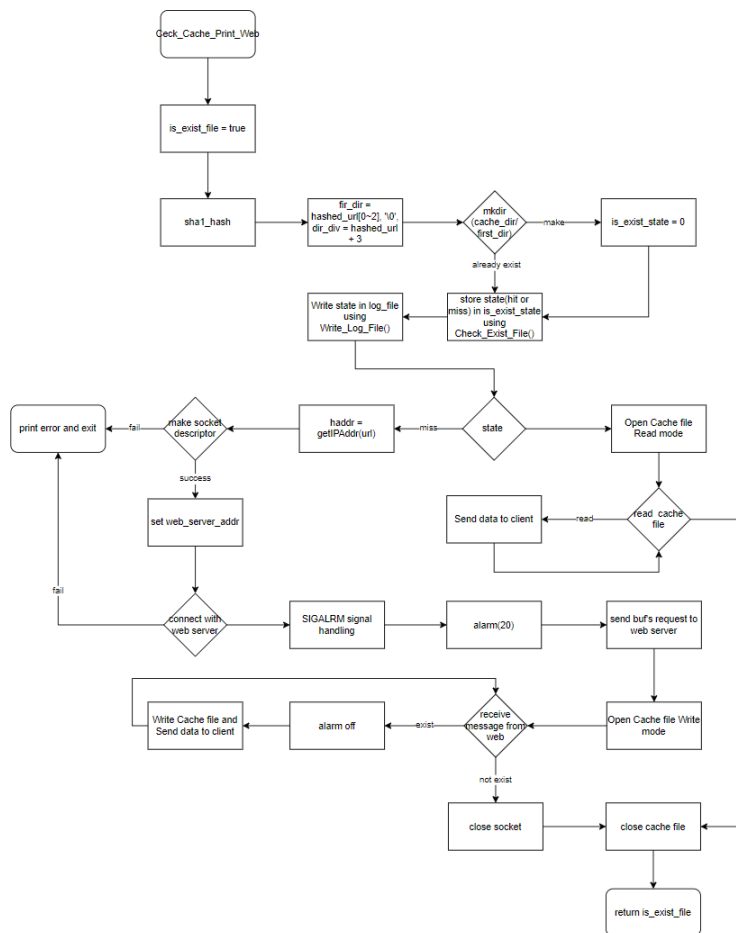 Ceck_Cache_Print_Web
is_exist_file = true
sha1_hash
fir_dir =
hashed_url[0~2], '\0',
dir_div = hashed_url
+ 3
mkdir
(cache_dir/
first_dir)
make
is_exist_state = 0
already exist
store state(hit or
miss) in is_exist_state
using
Check_Exist_File()
Write state in log_file
using
Write_Log_File()
state
miss
haddr =
getIPAddr(url)
make socket
descriptor
fail
print error and exit
success
set web_server_addr
Open Cache file
Read mode
read cache
file
read
Send data to client
fail
connect with
web server
SIGALRM signal
handling
alarm(20)
send buf's request to
web server
Open Cache file Write
mode
receive
message from
web
exist
alarm off
Write Cache file and
Send data to client
not exist
close socket
close cache file
return is_exist_file